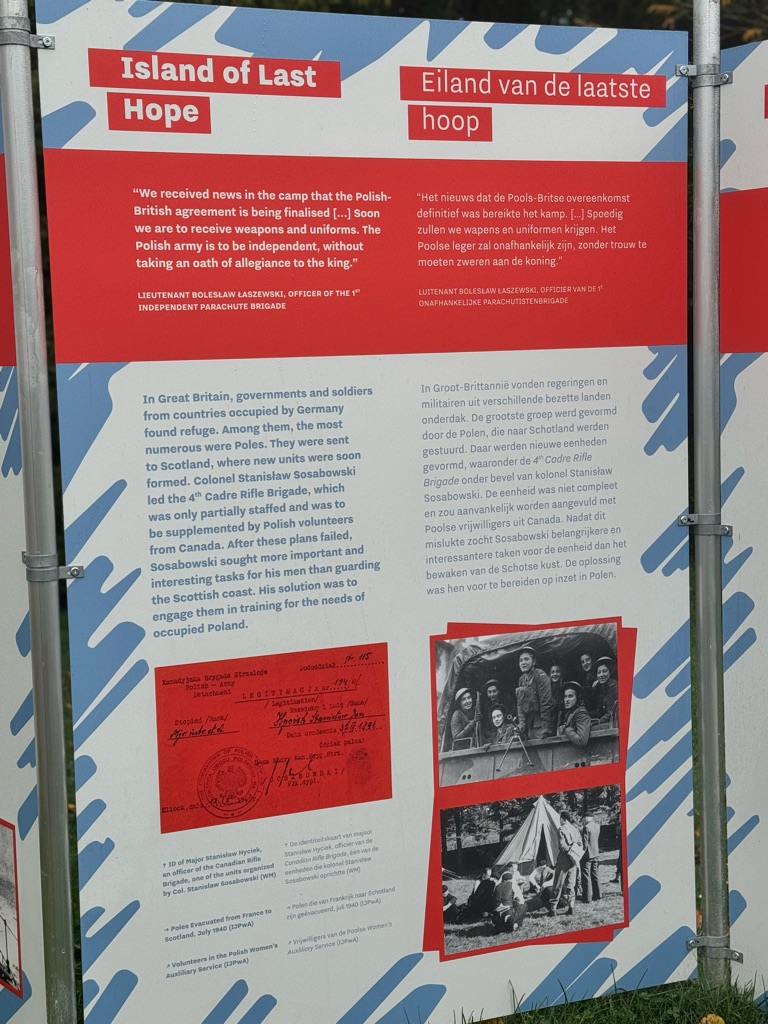 Island of Last
Hope
Eiland van de laatste
hoop
“We received news in the camp that the Polish-
British agreement is being finalised [...] Soon
we are to receive weapons and uniforms. The
Polish army is to be independent, without
taking an oath of allegiance to the king.”
LIEUTENANT BOLESŁAW ŁASZEWSKI, OFFICER OF THE 1ST
INDEPENDENT PARACHUTE BRIGADE
“Het nieuws dat de Pools-Britse overeenkomst
definitief was bereikte het kamp. [...] Spoedig
zullen we wapens en uniformen krijgen. Het
Poolse leger zal onafhankelijk zijn, zonder trouw te
moeten zweren aan de koning.”
LUITENANT BOLESŁAW ŁASZEWSKI, OFFICIER VAN DE 1e
ONAFHANKELIJKE PARACHUTISTENBRIGADE
In Great Britain, governments and soldiers
from countries occupied by Germany
found refuge. Among them, the most
numerous were Poles. They were sent
to Scotland, where new units were soon
formed. Colonel Stanisław Sosabowski
led the 4th Cadre Rifle Brigade, which
was only partially staffed and was to
be supplemented by Polish volunteers
from Canada. After these plans failed,
Sosabowski sought more important and
interesting tasks for his men than guarding
the Scottish coast. His solution was to
engage them in training for the needs of
occupied Poland.
In Groot-Brittannië vonden regeringen en
militairen uit verschillende bezette landen
onderdak. De grootste groep werd gevormd
door de Polen, die naar Schotland werden
gestuurd. Daar werden nieuwe eenheden
gevormd, waaronder de 4th Cadre Rifle
Brigade onder bevel van kolonel Stanisław
Sosabowski. De eenheid was niet compleet
en zou aanvankelijk worden aangevuld met
Poolse vrijwilligers uit Canada. Nadat dit
mislukte zocht Sosabowski belangrijkere en
interessantere taken voor de eenheid dan het
bewaken van de Schotse kust. De oplossing
was hen voor te bereiden op inzet in Polen.
Kanadyjska Brygada Strzelców
Polish - Army
Detachment
Pododdział
LEGITYMACJA nr.
/Legitimation/
Stopień /Rank/
Nazwisko i imię /Name/
Data urodzenia
SOSABOWSKI/
↑ ID of Major Stanisław Hyciek,
an officer of the Canadian Rifle
Brigade, one of the units organized
by Col. Stanisław Sosabowski (WM)
↑ De identiteitskaart van majoor
Stanisław Hyciek, officier van de
Canadian Rifle Brigade, één van de
eenheden die kolonel Stanisław
Sosabowski oprichtte (WM)
→ Poles Evacuated from France to
Scotland, July 1940 (IJPwA)
→ Polen die van Frankrijk naar Schotland
zijn geëvacueerd, juli 1940 (IJPwA)
↗ Volunteers in the Polish Women's
Auxiliary Service (IJPwA)
↗ Vrijwilligers van de Poolse Women's
Auxiliary Service (IJPwA)